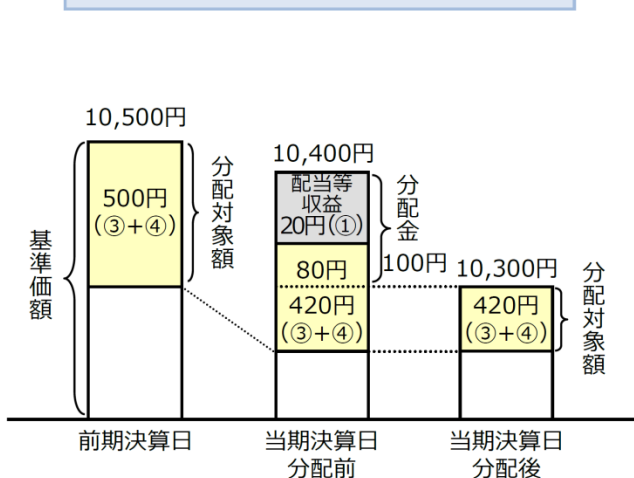 10,500円
500円
(③+④)
分配対象額
基準価額
10,400円
配当等
収益
20円(①)
分配金
80円
100円
420円
(③+④)
10,300円
420円
(③+④)
分配対象額
前期決算日
当期決算日
分配前
当期決算日
分配後